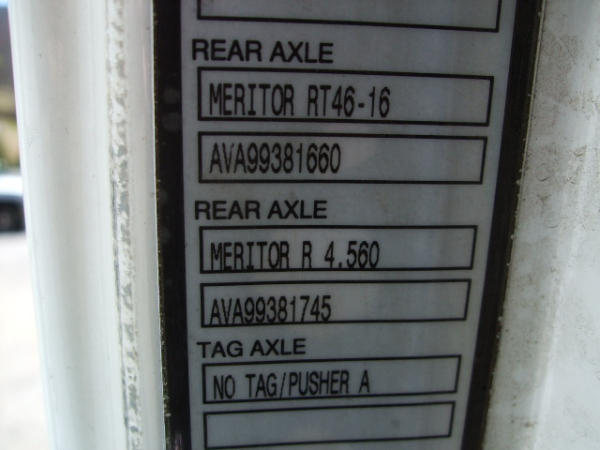 REAR AXLE
MERITOR RT46-16
AVA99381660
REAR AXLE
MERITOR R 4.560
AVA99381745
TAG AXLE
NO TAG/PUSHER A